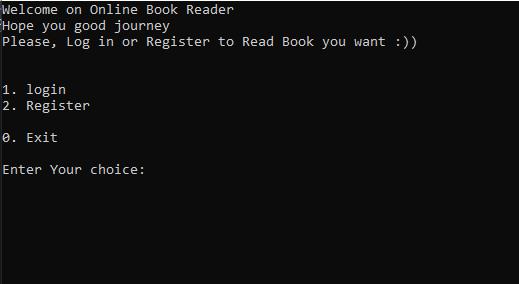 Welcome on Online Book Reader
Hope you good journey
Please, Log in or Register to Read Book you want :))
1. login
2. Register
0. Exit
Enter Your choice: